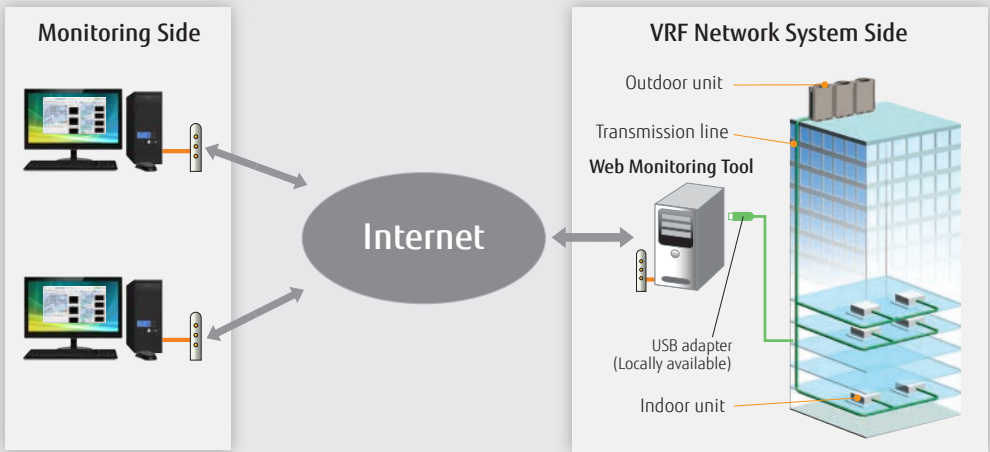 Monitoring Side
VRF Network System Side
Outdoor unit
Transmission line
Web Monitoring Tool
Internet
USB adapter
(Locally available)
Indoor unit